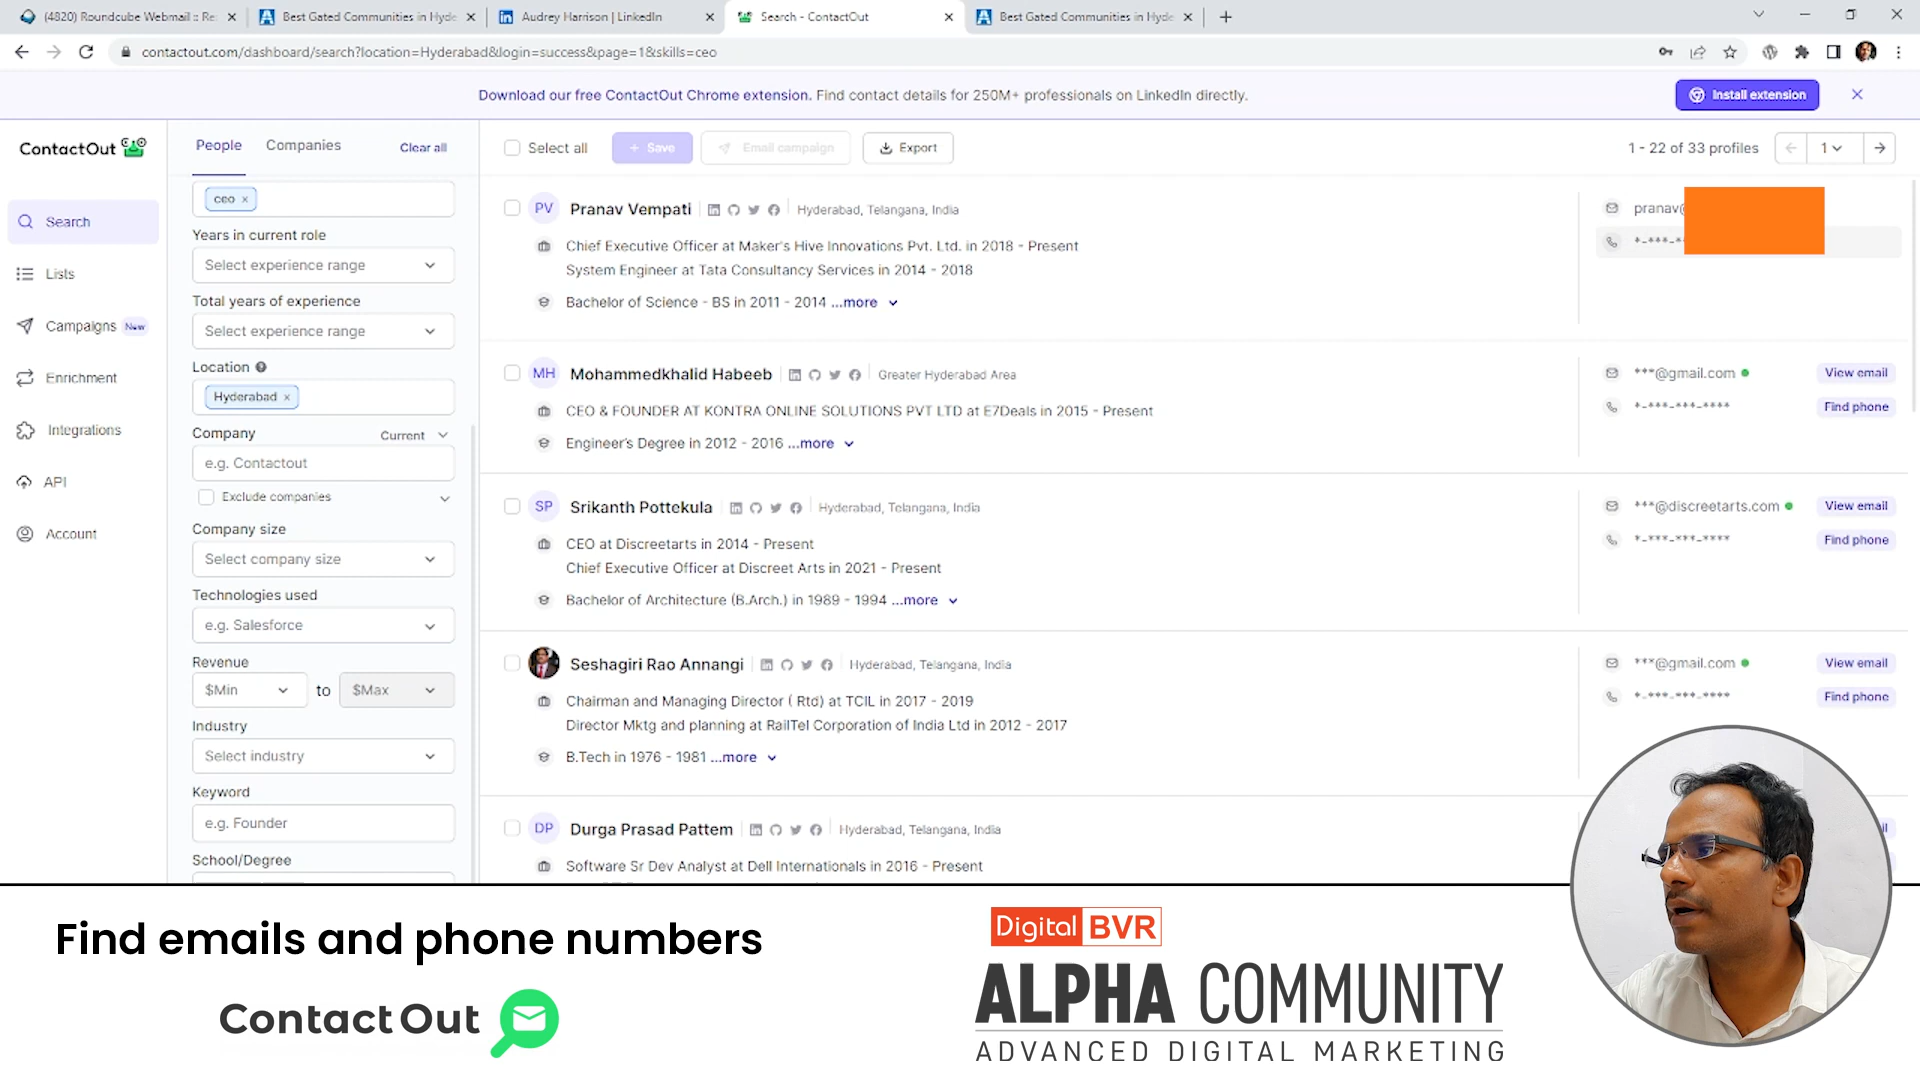 (4820) Roundcube Webmail :: Re:
Best Gated Communities in Hyde
Audrey Harrison | LinkedIn
Search - ContactOut
Best Gated Communities in Hyde
contactout.com/dashboard/search?location=Hyderabad&login=success&page=1&skills=ceo
Download our free ContactOut Chrome extension. Find contact details for 250M+ professionals on LinkedIn directly.
Install extension
ContactOut
People
Companies
Clear all
Select all
+ Save
Email campaign
Export
1 - 22 of 33 profiles
1
Search
Lists
Campaigns New
Enrichment
Integrations
API
Account
ceo ×
Years in current role
Select experience range
Total years of experience
Select experience range
Location
Hyderabad ×
Company
Current
e.g. Contactout
Exclude companies
Company size
Select company size
Technologies used
e.g. Salesforce
Revenue
$Min
to
$Max
Industry
Select industry
Keyword
e.g. Founder
School/Degree
PV
Pranav Vempati
Hyderabad, Telangana, India
Chief Executive Officer at Maker's Hive Innovations Pvt. Ltd. in 2018 - Present
System Engineer at Tata Consultancy Services in 2014 - 2018
Bachelor of Science - BS in 2011 - 2014 ...more
pranav@
*-***-**
MH
Mohammedkhalid Habeeb
Greater Hyderabad Area
CEO & FOUNDER AT KONTRA ONLINE SOLUTIONS PVT LTD at E7Deals in 2015 - Present
Engineer's Degree in 2012 - 2016 ...more
***@gmail.com
View email
*-***-***-****
Find phone
SP
Srikanth Pottekula
Hyderabad, Telangana, India
CEO at Discreetarts in 2014 - Present
Chief Executive Officer at Discreet Arts in 2021 - Present
Bachelor of Architecture (B.Arch.) in 1989 - 1994 ...more
***@discreetarts.com
View email
*-***-***-****
Find phone
Seshagiri Rao Annangi
Hyderabad, Telangana, India
Chairman and Managing Director ( Rtd) at TCIL in 2017 - 2019
Director Mktg and planning at RailTel Corporation of India Ltd in 2012 - 2017
B.Tech in 1976 - 1981 ...more
***@gmail.com
View email
*-***-***-****
Find phone
DP
Durga Prasad Pattem
Hyderabad, Telangana, India
Software Sr Dev Analyst at Dell Internationals in 2016 - Present
Find emails and phone numbers
ContactOut
Digital BVR
ALPHA COMMUNITY
ADVANCED DIGITAL MARKETING